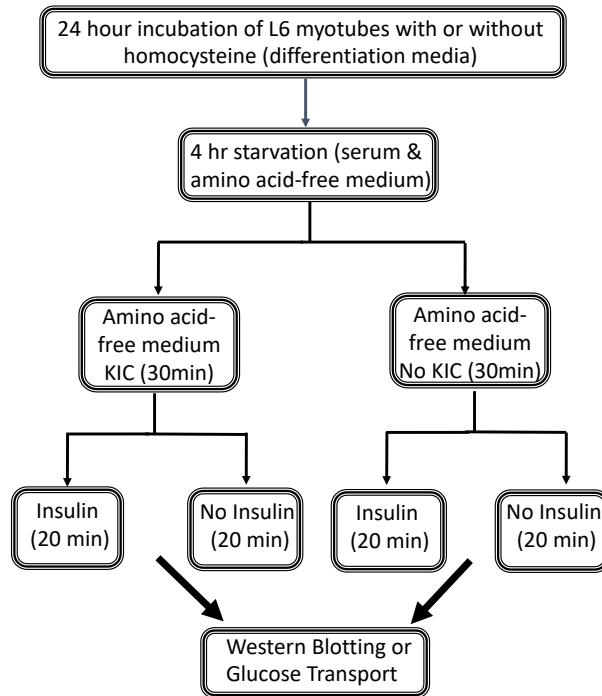 24 hour incubation of L6 myotubes with or without
homocysteine (differentiation media)
4 hr starvation (serum &
amino acid-free medium)
Amino acid-
free medium
KIC (30min)
Amino acid-
free medium
No KIC (30min)
Insulin
(20 min)
No Insulin
(20 min)
Insulin
(20 min)
No Insulin
(20 min)
Western Blotting or
Glucose Transport